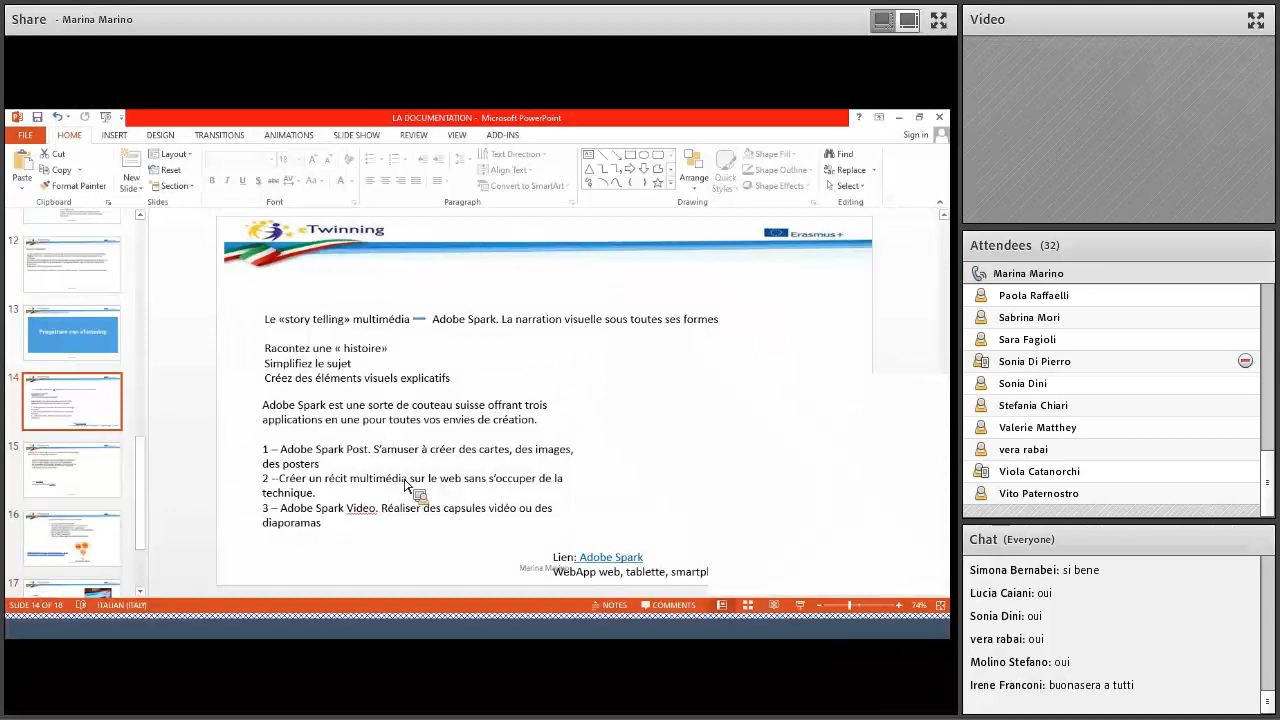 Share - Marina Marino
LA DOCUMENTATION - Microsoft PowerPoint
Sign in
FILE HOME INSERT DESIGN TRANSITIONS ANIMATIONS SLIDE SHOW REVIEW VIEW ADD-INS
Paste
Cut
Copy
Format Painter
Clipboard
New Slide
Layout
Reset
Section
Slides
18
Font
Text Direction
Align Text
Convert to SmartArt
Paragraph
Arrange
Quick Styles
Shape Fill
Shape Outline
Shape Effects
Drawing
Find
Replace
Select
Editing
12
13
Progettare con eTwinning
14
15
16
17
eTwinning
Erasmus+
Le «story telling» multimédia Adobe Spark. La narration visuelle sous toutes ses formes
Racontez une « histoire»
Simplifiez le sujet
Créez des éléments visuels explicatifs
Adobe Spark est une sorte de couteau suisse offrant trois
applications en une pour toutes vos envies de création.
1 – Adobe Spark Post. S’amuser à créer des cartes, des images,
des posters
2 --Créer un récit multimédia sur le web sans s’occuper de la
technique.
3 – Adobe Spark Video. Réaliser des capsules vidéo ou des
diaporamas
Lien: Adobe Spark
WebApp web, tablette, smartpl
SLIDE 14 OF 18 ITALIAN (ITALY) NOTES COMMENTS 74%
Video
Attendees (32)
Marina Marino
Paola Raffaelli
Sabrina Mori
Sara Fagioli
Sonia Di Pierro
Sonia Dini
Stefania Chiari
Valerie Matthey
vera rabai
Viola Catanorchi
Vito Paternostro
Chat (Everyone)
Simona Bernabei: si bene
Lucia Caiani: oui
Sonia Dini: oui
vera rabai: oui
Molino Stefano: oui
Irene Franconi: buonasera a tutti